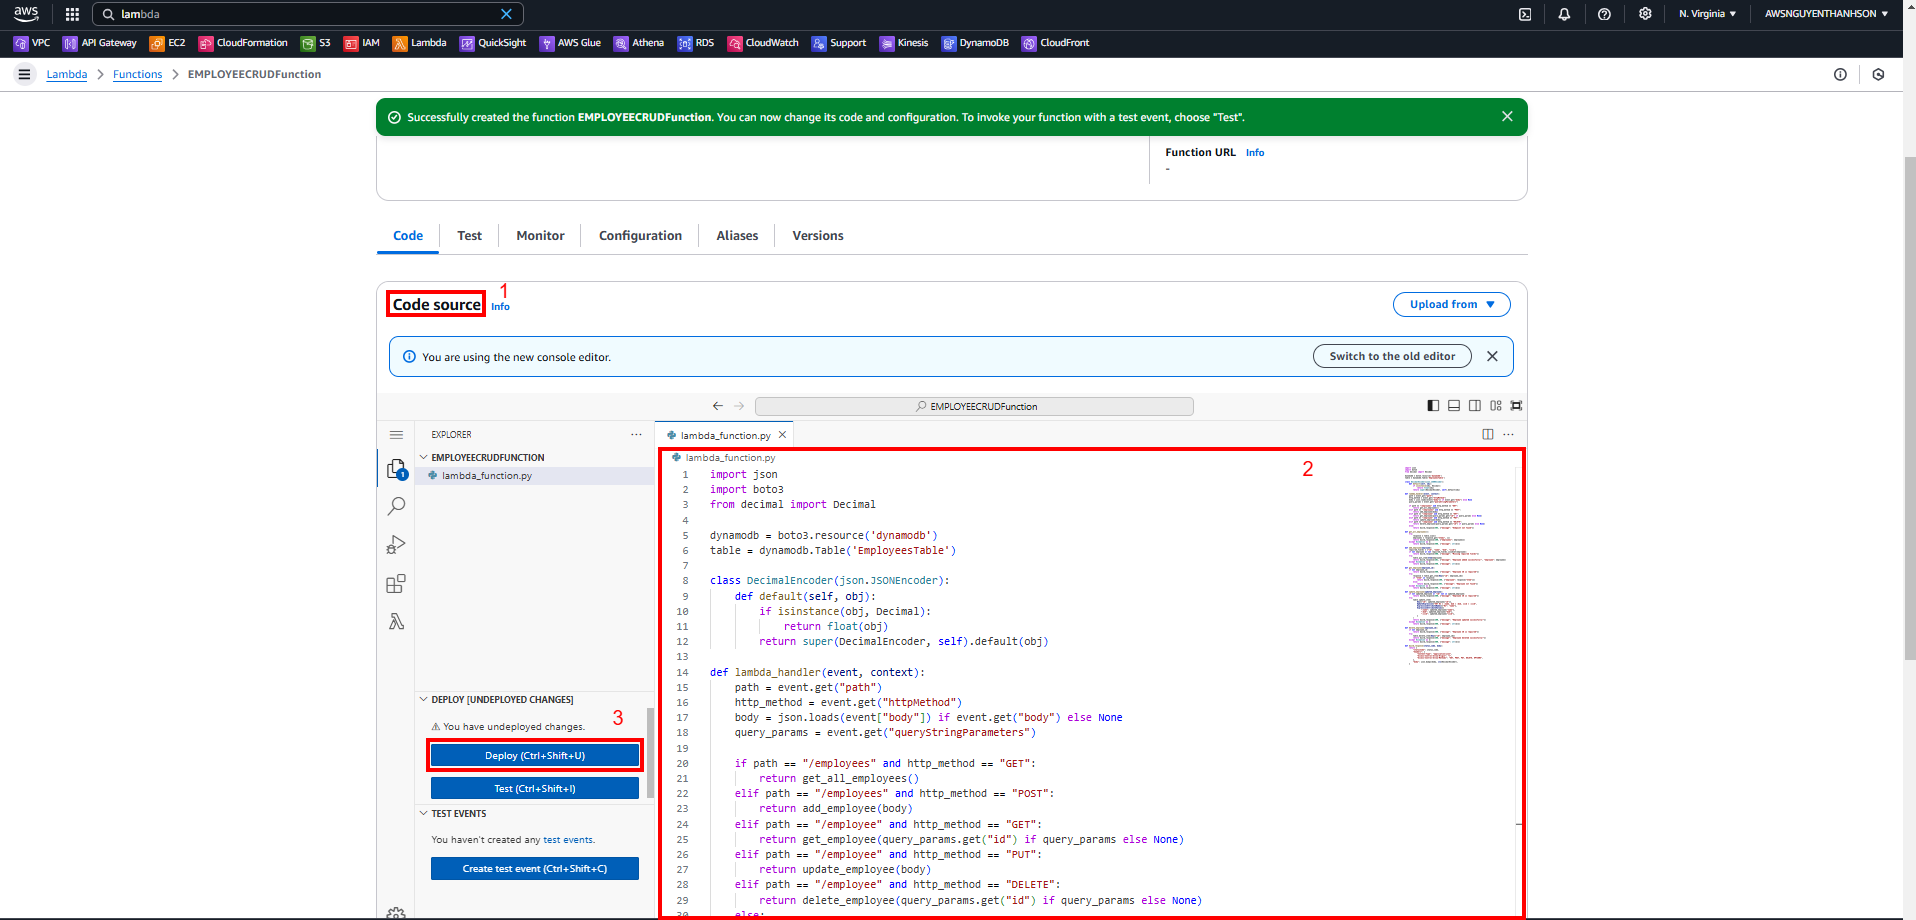 aws
lambda
N. Virginia
AWSNGUYENTHANHSON
VPC API Gateway EC2 CloudFormation S3 IAM Lambda QuickSight AWS Glue Athena RDS CloudWatch Support Kinesis DynamoDB CloudFront
Lambda > Functions > EMPLOYEECRUDFunction
Successfully created the function EMPLOYEECRUDFunction. You can now change its code and configuration. To invoke your function with a test event, choose "Test".
Function URL Info
-
Code Test Monitor Configuration Aliases Versions
1
Code source Info
Upload from
You are using the new console editor.
Switch to the old editor
EMPLOYEECRUDFunction
EXPLORER
EMPLOYEECRUDFUNCTION
1
lambda_function.py
DEPLOY [UNDEPLOYED CHANGES]
3
You have undeployed changes.
Deploy (Ctrl+Shift+U)
Test (Ctrl+Shift+I)
TEST EVENTS
You haven't created any test events.
Create test event (Ctrl+Shift+C)
lambda_function.py
lambda_function.py
2
1 import json
2 import boto3
3 from decimal import Decimal
4
5 dynamodb = boto3.resource('dynamodb')
6 table = dynamodb.Table('EmployeesTable')
7
8 class DecimalEncoder(json.JSONEncoder):
9 def default(self, obj):
10 if isinstance(obj, Decimal):
11 return float(obj)
12 return super(DecimalEncoder, self).default(obj)
13
14 def lambda_handler(event, context):
15 path = event.get("path")
16 http_method = event.get("httpMethod")
17 body = json.loads(event["body"]) if event.get("body") else None
18 query_params = event.get("queryStringParameters")
19
20 if path == "/employees" and http_method == "GET":
21 return get_all_employees()
22 elif path == "/employees" and http_method == "POST":
23 return add_employee(body)
24 elif path == "/employee" and http_method == "GET":
25 return get_employee(query_params.get("id") if query_params else None)
26 elif path == "/employee" and http_method == "PUT":
27 return update_employee(body)
28 elif path == "/employee" and http_method == "DELETE":
29 return delete_employee(query_params.get("id") if query_params else None)
30 else: